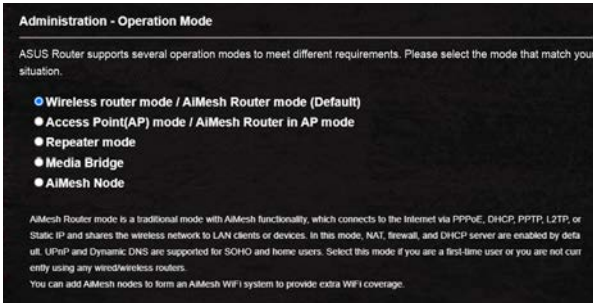 Administration - Operation Mode
ASUS Router supports several operation modes to meet different requirements. Please select the mode that match your
situation.
Wireless router mode / AiMesh Router mode (Default)
Access Point(AP) mode / AiMesh Router in AP mode
Repeater mode
Media Bridge
AiMesh Node
AiMesh Router mode is a traditional mode with AiMesh functionality, which connects to the Internet via PPPoE, DHCP, PPTP, L2TP, or
Static IP and shares the wireless network to LAN clients or devices. In this mode, NAT, firewall, and DHCP server are enabled by defa
ult. UPnP and Dynamic DNS are supported for SOHO and home users. Select this mode if you are a first-time user or you are not curr
ently using any wired/wireless routers.
You can add AiMesh nodes to form an AiMesh WiFi system to provide extra WiFi coverage.